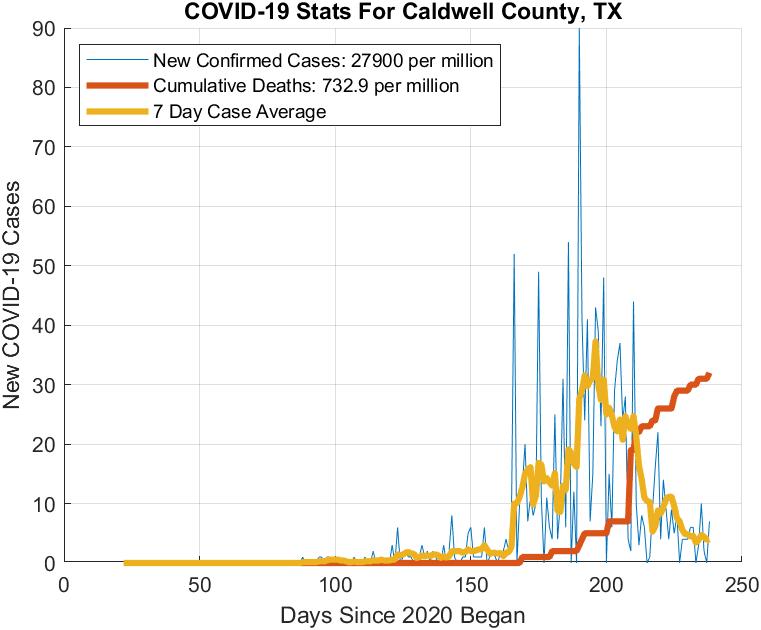 COVID-19 Stats For Caldwell County, TX
New Confirmed Cases: 27900 per million
Cumulative Deaths: 732.9 per million
7 Day Case Average
New COVID-19 Cases
90
80
70
60
50
40
30
20
10
0
0 50 100 150 200 250
Days Since 2020 Began